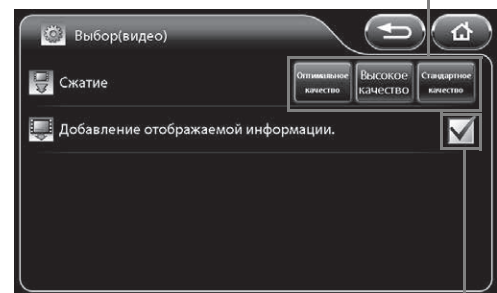 Выбор(видео)
Сжатие
Оптимальное качество
Высокое качество
Стандартное качество
Добавление отображаемой информации.